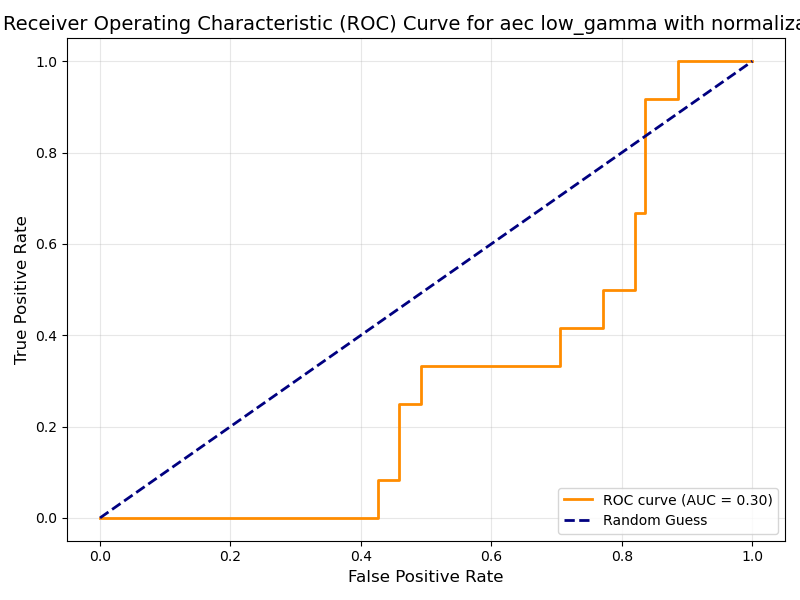 Receiver Operating Characteristic (ROC) Curve for aec low_gamma with normaliza
True Positive Rate
1.0
0.8
0.6
0.4
0.2
0.0
0.0 0.2 0.4 0.6 0.8 1.0
False Positive Rate
ROC curve (AUC = 0.30)
Random Guess